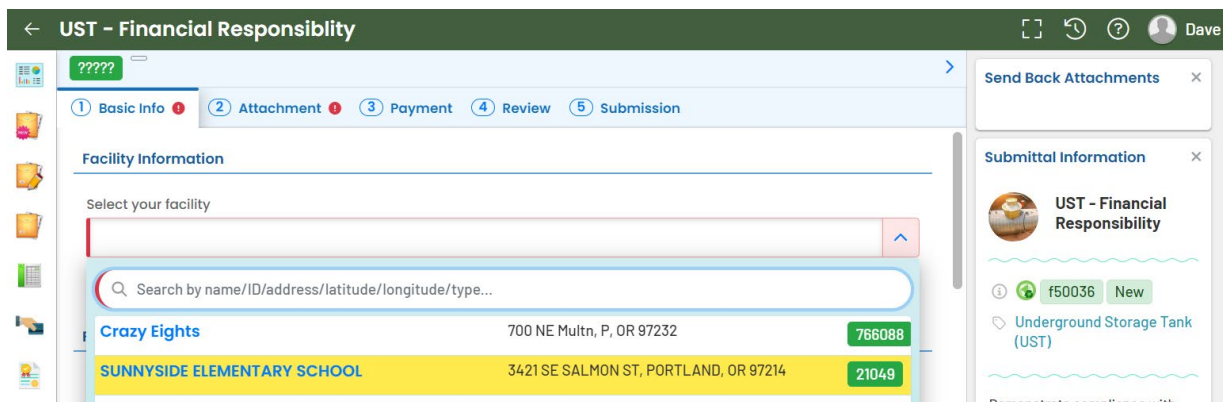 UST - Financial Responsiblity
Dave
?????
1 Basic Info
2 Attachment
3 Payment
4 Review
5 Submission
Facility Information
Select your facility
Search by name/ID/address/latitude/longitude/type...
Crazy Eights 700 NE Multn, P, OR 97232 766088
SUNNYSIDE ELEMENTARY SCHOOL 3421 SE SALMON ST, PORTLAND, OR 97214 21049
Send Back Attachments
Submittal Information
UST - Financial
Responsibility
f50036 New
Underground Storage Tank
(UST)